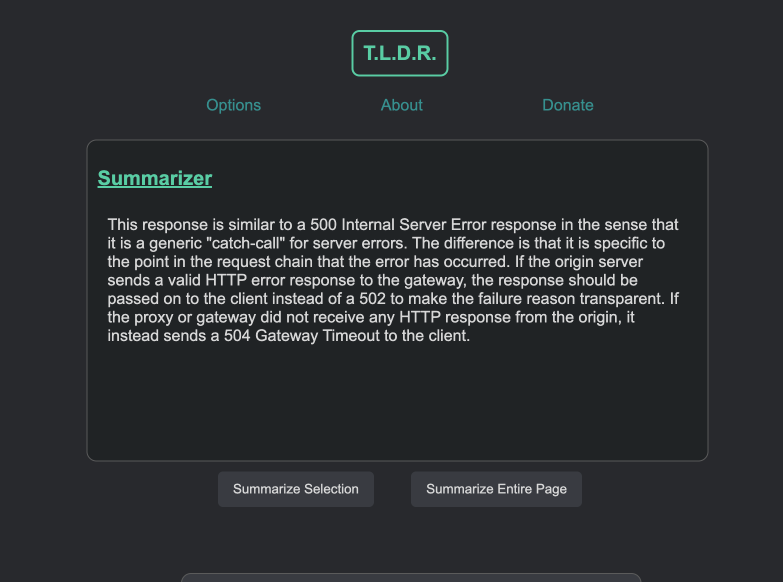 T.L.D.R.
Options About Donate
Summarizer
This response is similar to a 500 Internal Server Error response in the sense that
it is a generic "catch-call" for server errors. The difference is that it is specific to
the point in the request chain that the error has occurred. If the origin server
sends a valid HTTP error response to the gateway, the response should be
passed on to the client instead of a 502 to make the failure reason transparent. If
the proxy or gateway did not receive any HTTP response from the origin, it
instead sends a 504 Gateway Timeout to the client.
Summarize Selection Summarize Entire Page